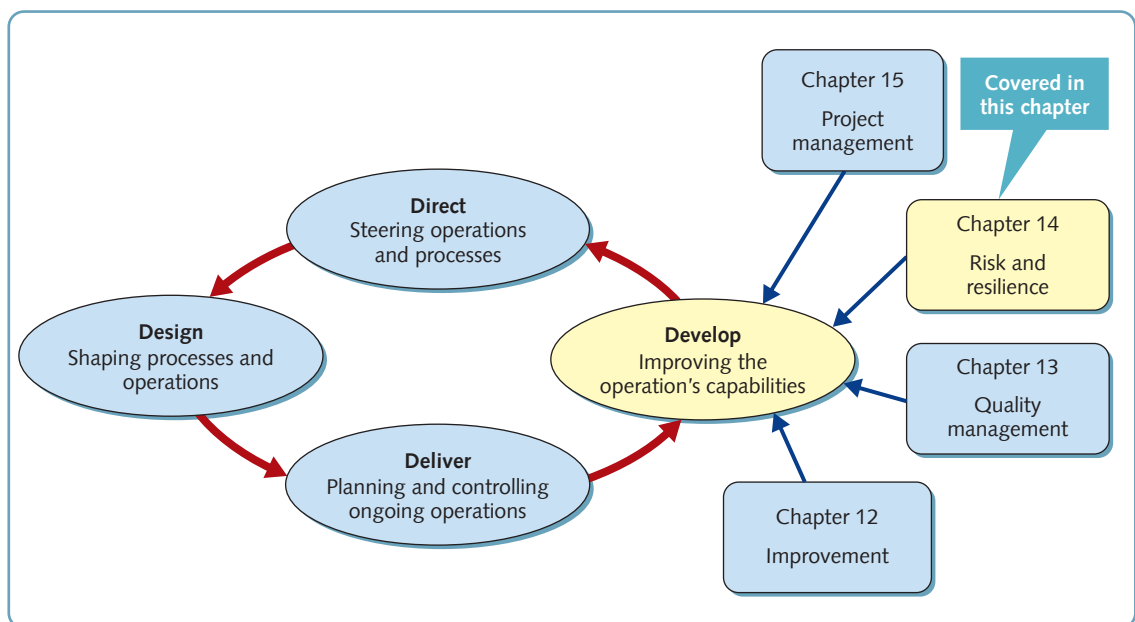 Chapter 15
Project
management
Covered in
this chapter
Direct
Steering operations
and processes
Chapter 14
Risk and
resilience
Design
Shaping processes and
operations
Develop
Improving the
operation's capabilities
Chapter 13
Quality
management
Deliver
Planning and controlling
ongoing operations
Chapter 12
Improvement